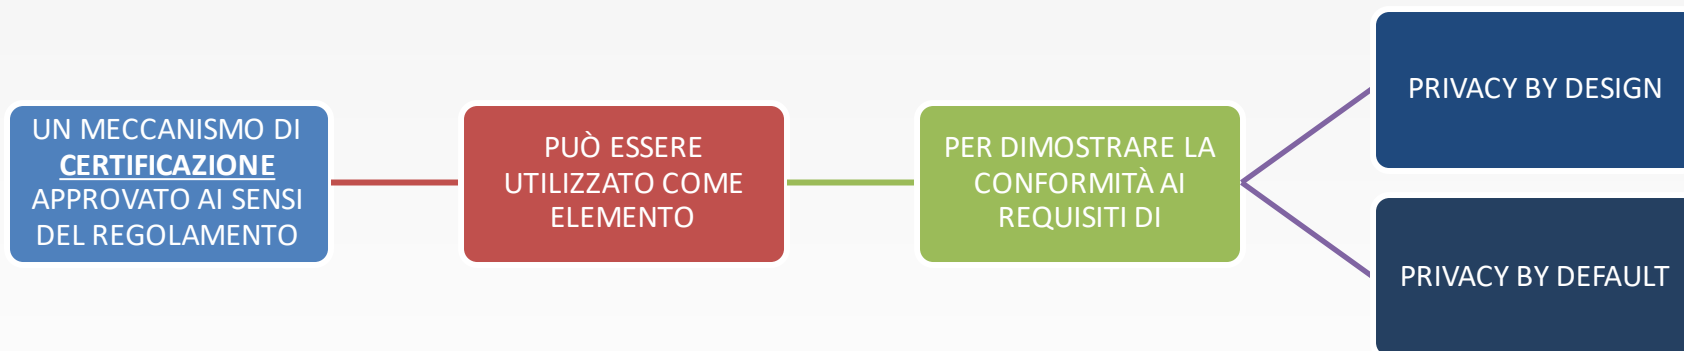 UN MECCANISMO DI
CERTIFICAZIONE
APPROVATO AI SENSI
DEL REGOLAMENTO
PUÒ ESSERE
UTILIZZATO COME
ELEMENTO
PER DIMOSTRARE LA
CONFORMITÀ AI
REQUISITI DI
PRIVACY BY DESIGN
PRIVACY BY DEFAULT